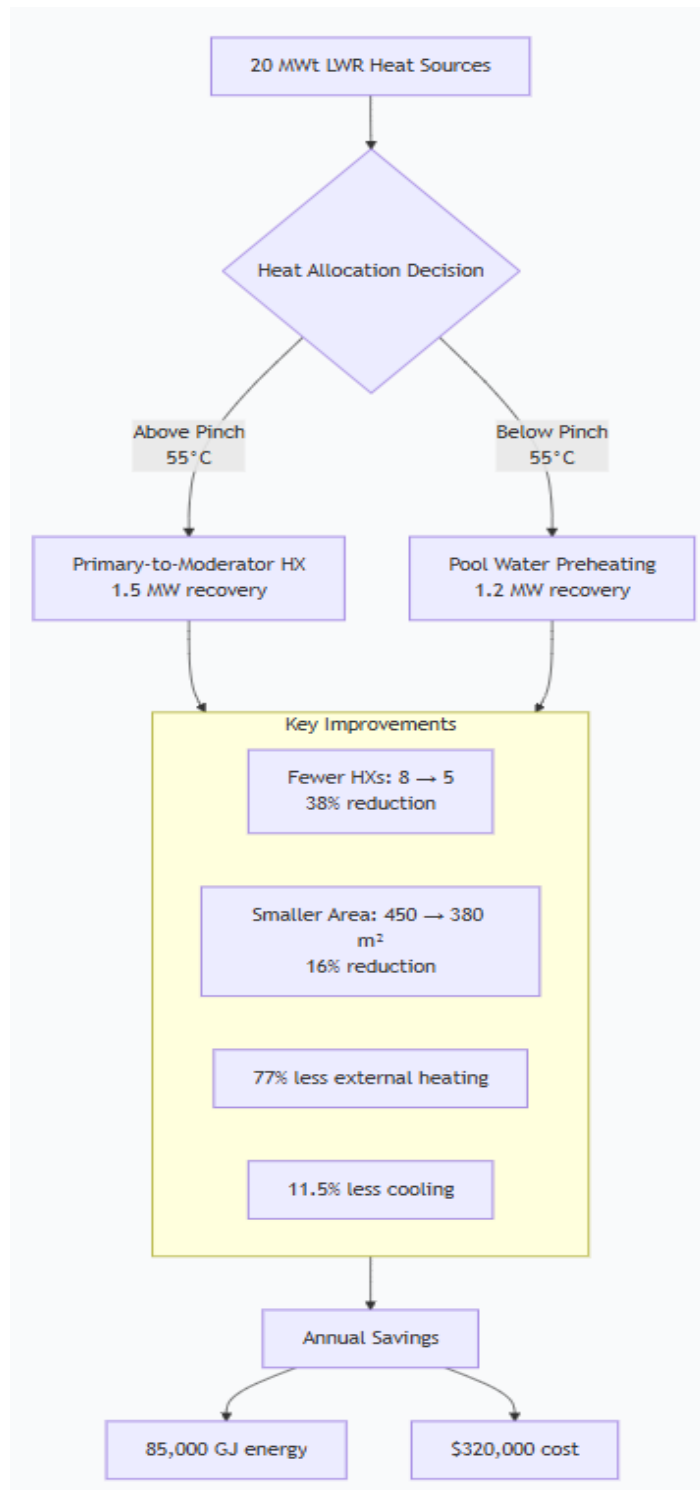 20 MWt LWR Heat Sources
Heat Allocation Decision
Above Pinch
55°C
Below Pinch
55°C
Primary-to-Moderator HX
1.5 MW recovery
Pool Water Preheating
1.2 MW recovery
Key Improvements
Fewer HXs: 8 → 5
38% reduction
Smaller Area: 450 → 380
m²
16% reduction
77% less external heating
11.5% less cooling
Annual Savings
85,000 GJ energy
$320,000 cost